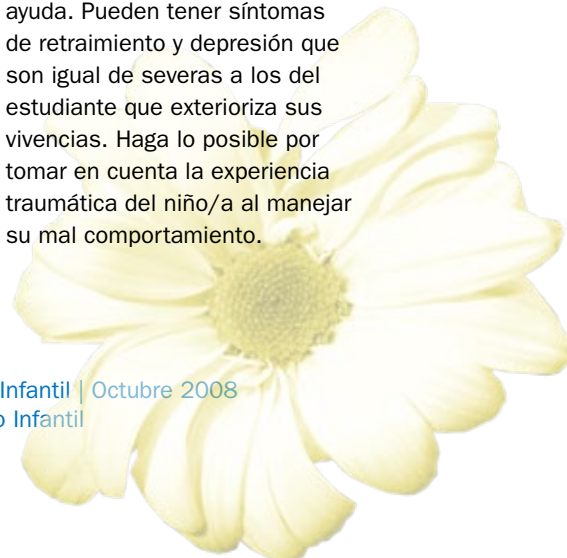 ayuda. Pueden tener síntomas
de retraimiento y depresión que
son igual de severas a los del
estudiante que exterioriza sus
vivencias. Haga lo posible por
tomar en cuenta la experiencia
traumática del niño/a al manejar
su mal comportamiento.
Infantil | Octubre 2008
o Infantil